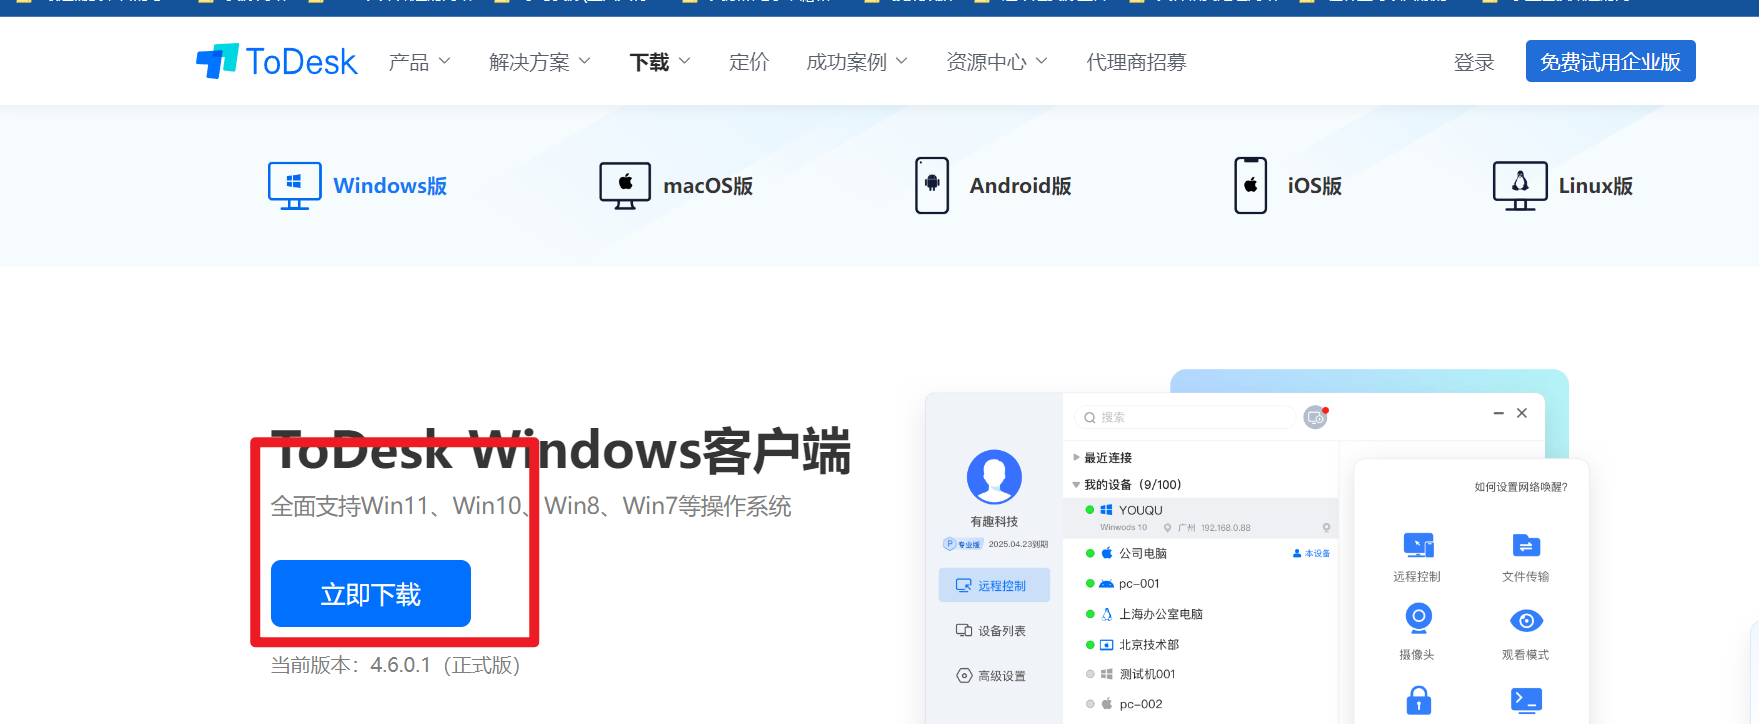 ToDesk 产品 解决方案 下载 定价 成功案例 资源中心 代理商招募 登录 免费试用企业版
Windows版 macOS版 Android版 iOS版 Linux版
ToDesk Windows客户端
全面支持Win11、Win10、Win8、Win7等操作系统
立即下载
当前版本：4.6.0.1（正式版）
有趣科技
P 专业版 2025.04.23到期
远程控制
设备列表
高级设置
搜索
最近连接
我的设备（9/100）
YOUQU
Winwods 10 广州 192.168.0.88
公司电脑 本设备
pc-001
上海办公室电脑
北京技术部
测试机001
pc-002
如何设置网络唤醒?
远程控制 文件传输
摄像头 观看模式